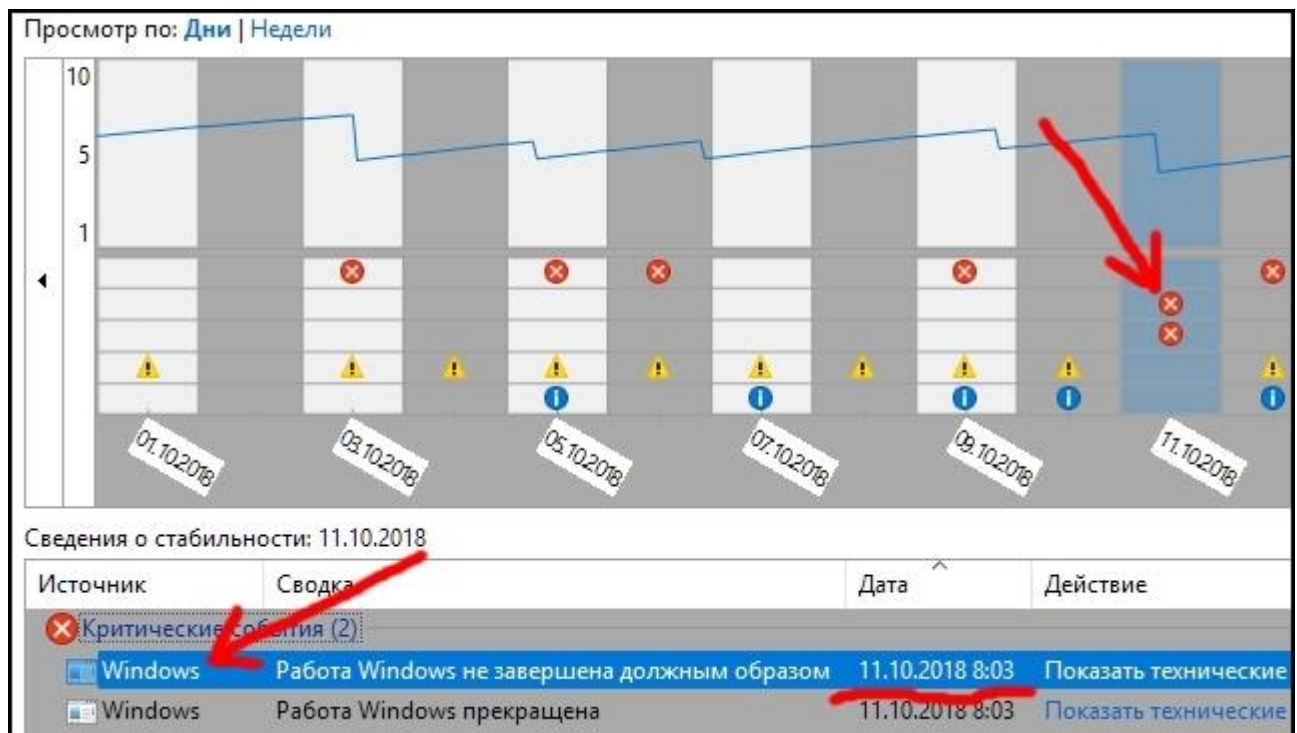 Просмотр по: Дни | Недели
10
5
1
01.10.2018 03.10.2018 05.10.2018 07.10.2018 09.10.2018 11.10.2018
Сведения о стабильности: 11.10.2018
Источник Сводка Дата Действие
Критические события (2)
Windows Работа Windows не завершена должным образом 11.10.2018 8:03 Показать технические
Windows Работа Windows прекращена 11.10.2018 8:03 Показать технические